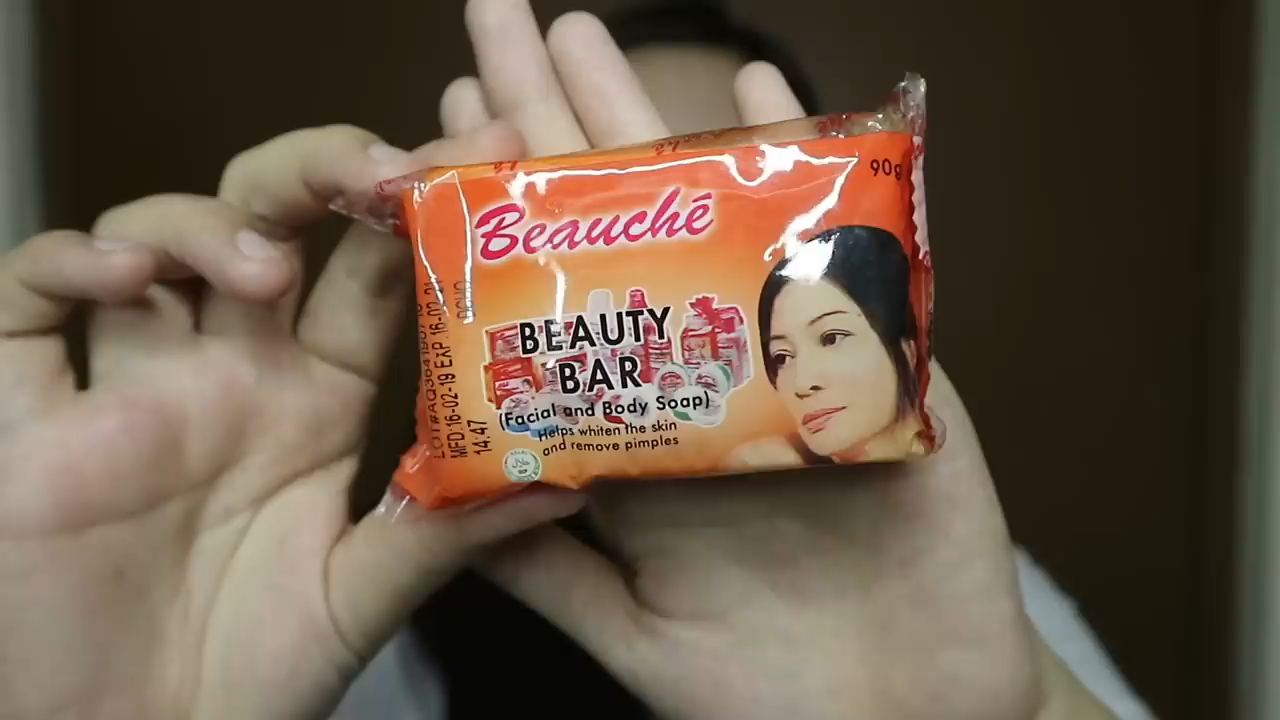 90g
Beauché
BEAUTY
BAR
(Facial and Body Soap)
Helps whiten the skin
and remove pimples
MFD:16-02-19 EXP 16-02-21
14:47